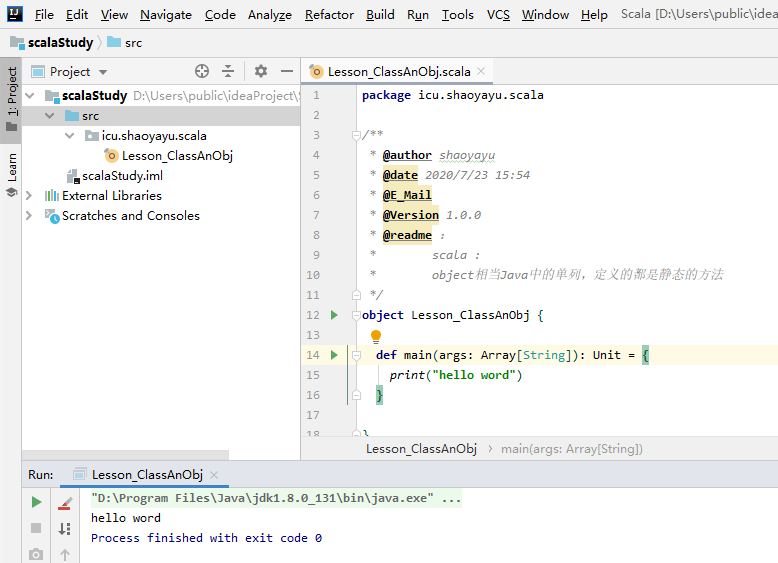 File Edit View Navigate Code Analyze Refactor Build Run Tools VCS Window Help Scala [D:\Users\public\idea
scalaStudy src
1: Project
Learn
Project
scalaStudy D:\Users\public\ideaProject\
src
icu.shaoyayu.scala
Lesson_ClassAnObj
scalaStudy.iml
External Libraries
Scratches and Consoles
Lesson_ClassAnObj.scala
1 package icu.shaoyayu.scala
2
3 /**
4 * @author shaoyayu
5 * @date 2020/7/23 15:54
6 * @E_Mail
7 * @Version 1.0.0
8 * @readme :
9 * scala :
10 * object相当Java中的单列，定义的都是静态的方法
11 */
12 object Lesson_ClassAnObj {
13
14 def main(args: Array[String]): Unit = {
15 print("hello word")
16 }
17
18 }
Lesson_ClassAnObj main(args: Array[String])
Run: Lesson_ClassAnObj
"D:\Program Files\Java\jdk1.8.0_131\bin\java.exe" ...
hello word
Process finished with exit code 0